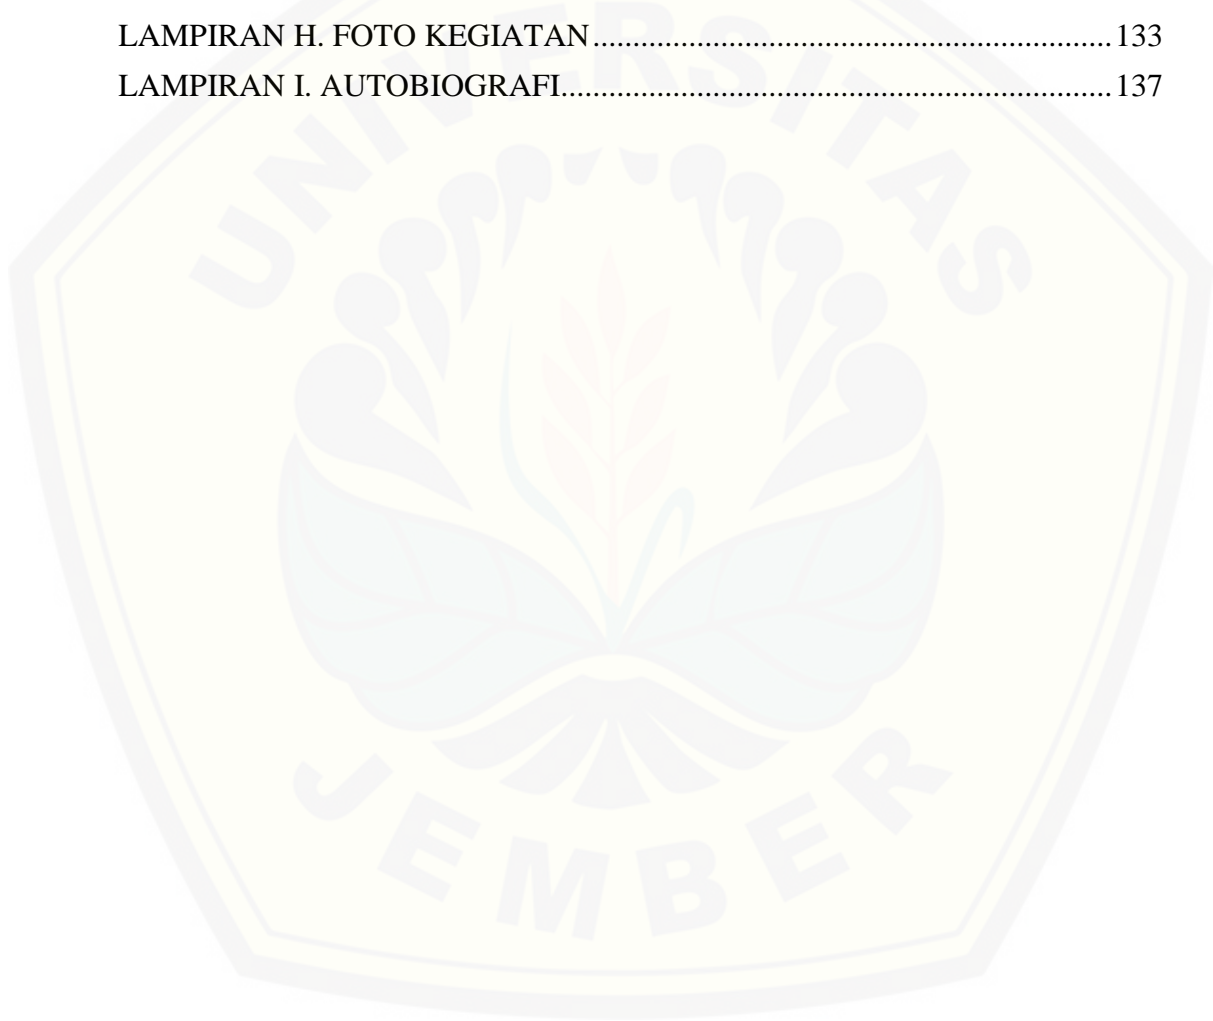 LAMPIRAN H. FOTO KEGIATAN.................................................................133
LAMPIRAN I. AUTOBIOGRAFI.....................................................................137
UNIVERSITAS
JEMBER